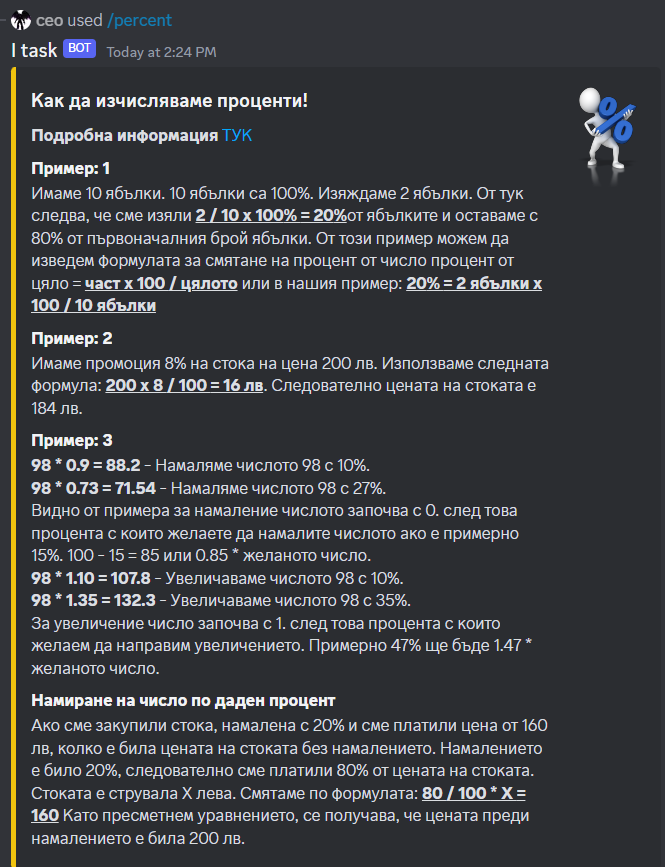 ceo used /percent
I task BOT Today at 2:24 PM
Как да изчисляваме проценти!
Подробна информация ТУК
Пример: 1
Имаме 10 ябълки. 10 ябълки са 100%. Изяждаме 2 ябълки. От тук
следва, че сме изяли 2 / 10 x 100% = 20%от ябълките и оставаме с
80% от първоначалния брой ябълки. От този пример можем да
изведем формулата за смятане на процент от число процент от
цяло = част x 100 / цялото или в нашия пример: 20% = 2 ябълки x
100 / 10 ябълки
Пример: 2
Имаме промоция 8% на стока на цена 200 лв. Използваме следната
формула: 200 x 8 / 100 = 16 лв. Следователно цената на стоката е
184 лв.
Пример: 3
98 * 0.9 = 88.2 - Намаляме числото 98 с 10%.
98 * 0.73 = 71.54 - Намаляме числото 98 с 27%.
Видно от примера за намаление числото започва с 0. след това
процента с които желаете да намалите числото ако е примерно
15%. 100 - 15 = 85 или 0.85 * желаното число.
98 * 1.10 = 107.8 - Увеличаваме числото 98 с 10%.
98 * 1.35 = 132.3 - Увеличаваме числото 98 с 35%.
За увеличение число започва с 1. след това процента с които
желаем да направим увеличението. Примерно 47% ще бъде 1.47 *
желаното число.
Намиране на число по даден процент
Ако сме закупили стока, намалена с 20% и сме платили цена от 160
лв, колко е била цената на стоката без намалението. Намалението
е било 20%, следователно сме платили 80% от цената на стоката.
Стоката е струвала X лева. Смятаме по формулата: 80 / 100 * X =
160 Като пресметнем уравнението, се получава, че цената преди
намалението е била 200 лв.